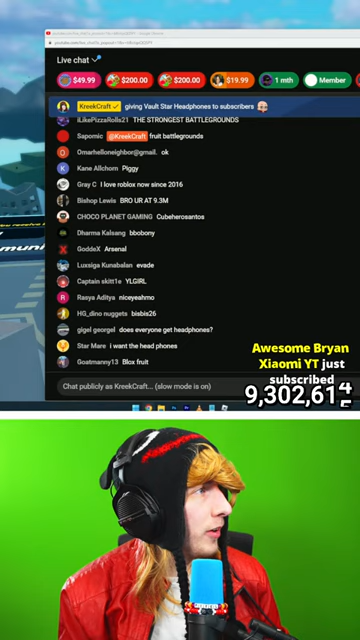 Live chat
$49.99
$200.00
$200.00
$19.99
1 mth
Member
KreekCraft giving Vault Star Headphones to subscribers
iLikePizzaRolls21 THE STRONGEST BATTLEGROUNDS
Sapomic @KreekCraft fruit battlegrounds
Omarhelloneighbor@gmail. ok
Kane Allchorn Piggy
Gray C I love roblox now since 2016
Bishop Lewis BRO UR AT 9.3M
CHOCO PLANET GAMING Cubeherosantos
Dharma Kalsang bbobony
GoddeX Arsenal
Luxsiga Kunabalan evade
Captain skitt1e YLGIRL
Rasya Aditya niceyeahmo
HG_dino nuggets bisbis26
gigel georgel does everyone get headphones?
Star Mare i want the head phones
Goatmanny13 Blox fruit
Chat publicly as KreekCraft... (slow mode is on)
Awesome Bryan
Xiaomi YT just
subscribed
9,302,61